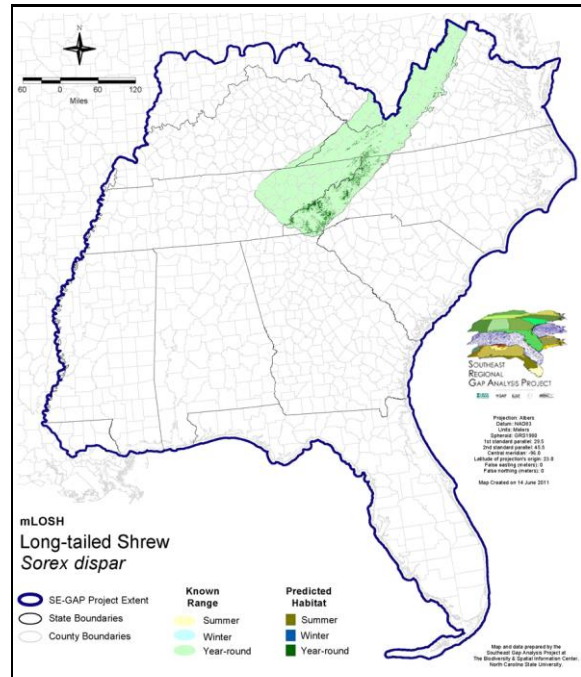 N
60 0 60 120
Miles
SOUTHEAST
REGIONAL
GAP ANALYSIS PROJECT
Projection: Albers
Datum: NAD83
Units: Meters
Spheroid: GRS1980
1st standard parallel: 29.5
2nd standard parallel: 45.5
Central meridian: -96.0
Latitude of projection's origin: 23.0
False easting (meters): 0
False northing (meters): 0
Map Created on 14 June 2011
mLOSH
Long-tailed Shrew
Sorex dispar
SE-GAP Project Extent
State Boundaries
County Boundaries
Known
Range
Summer
Winter
Year-round
Predicted
Habitat
Summer
Winter
Year-round
Map and data prepared by the
Southeast Gap Analysis Project at
The Biodiversity & Spatial Information Center,
North Carolina State University.